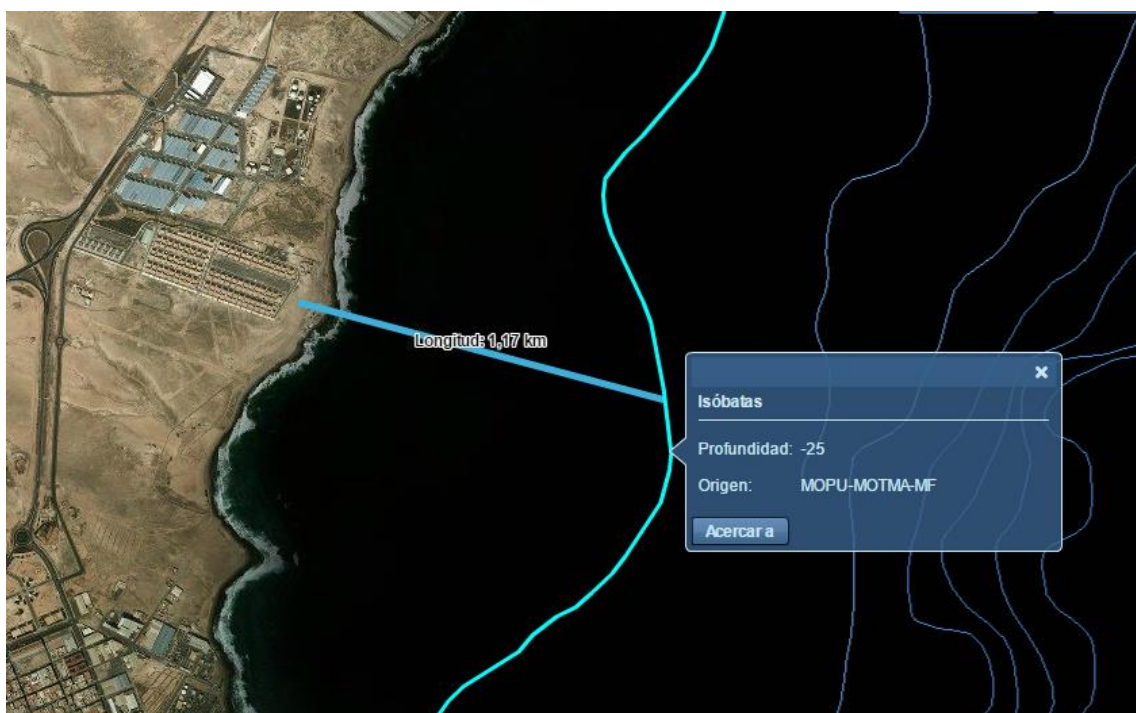 Longitud: 1,17 km
Isóbatas
Profundidad: -25
Origen: MOPU-MOTMA-MF
Acercar a